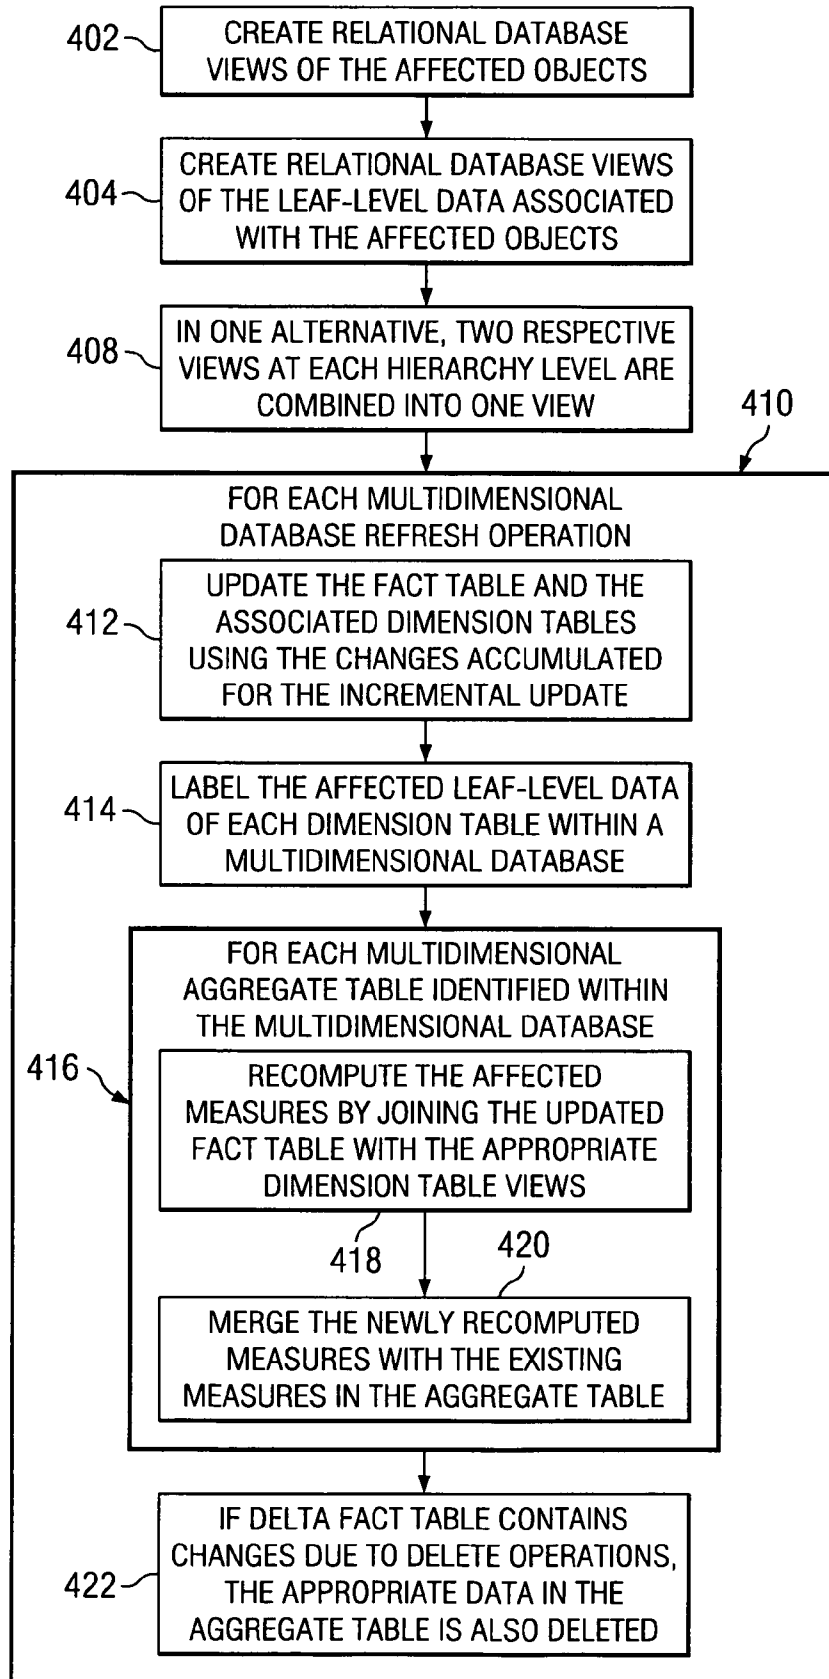 402
CREATE RELATIONAL DATABASE
VIEWS OF THE AFFECTED OBJECTS
404
CREATE RELATIONAL DATABASE VIEWS
OF THE LEAF-LEVEL DATA ASSOCIATED
WITH THE AFFECTED OBJECTS
408
IN ONE ALTERNATIVE, TWO RESPECTIVE
VIEWS AT EACH HIERARCHY LEVEL ARE
COMBINED INTO ONE VIEW
410
FOR EACH MULTIDIMENSIONAL
DATABASE REFRESH OPERATION
412
UPDATE THE FACT TABLE AND THE
ASSOCIATED DIMENSION TABLES
USING THE CHANGES ACCUMULATED
FOR THE INCREMENTAL UPDATE
414
LABEL THE AFFECTED LEAF-LEVEL DATA
OF EACH DIMENSION TABLE WITHIN A
MULTIDIMENSIONAL DATABASE
FOR EACH MULTIDIMENSIONAL
AGGREGATE TABLE IDENTIFIED WITHIN
THE MULTIDIMENSIONAL DATABASE
416
RECOMPUTE THE AFFECTED
MEASURES BY JOINING THE UPDATED
FACT TABLE WITH THE APPROPRIATE
DIMENSION TABLE VIEWS
418
420
MERGE THE NEWLY RECOMPUTED
MEASURES WITH THE EXISTING
MEASURES IN THE AGGREGATE TABLE
422
IF DELTA FACT TABLE CONTAINS
CHANGES DUE TO DELETE OPERATIONS,
THE APPROPRIATE DATA IN THE
AGGREGATE TABLE IS ALSO DELETED